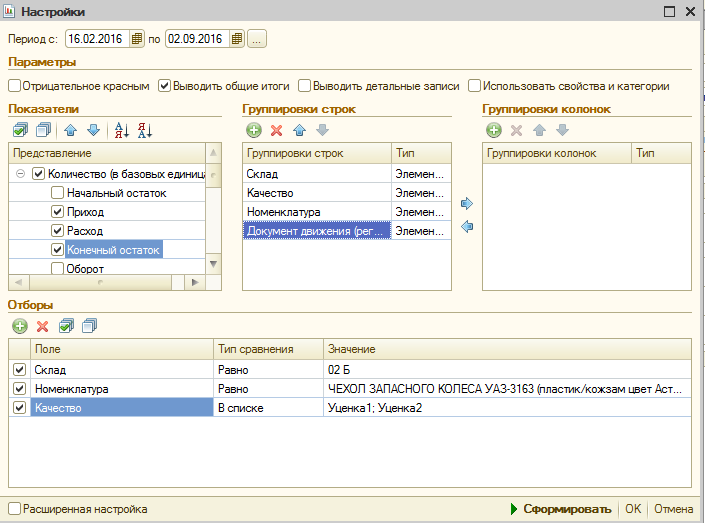 Настройки
Период с: 16.02.2016 по 02.09.2016 ...
Параметры
Отрицательное красным Выводить общие итоги Выводить детальные записи Использовать свойства и категории
Показатели Группировки строк Группировки колонок
Представление Группировки строк Тип Группировки колонок Тип
Количество (в базовых единица Склад Элемен...
Начальный остаток Качество Элемен...
Приход Номенклатура Элемен...
Расход Документ движения (рег... Элемен...
Конечный остаток
Оборот
Отборы
Поле Тип сравнения Значение
Склад Равно 02 Б
Номенклатура Равно ЧЕХОЛ ЗАПАСНОГО КОЛЕСА УАЗ-3163 (пластик/кожзам цвет Аст...
Качество В списке Уценка1; Уценка2
Расширенная настройка Сформировать OK Отмена